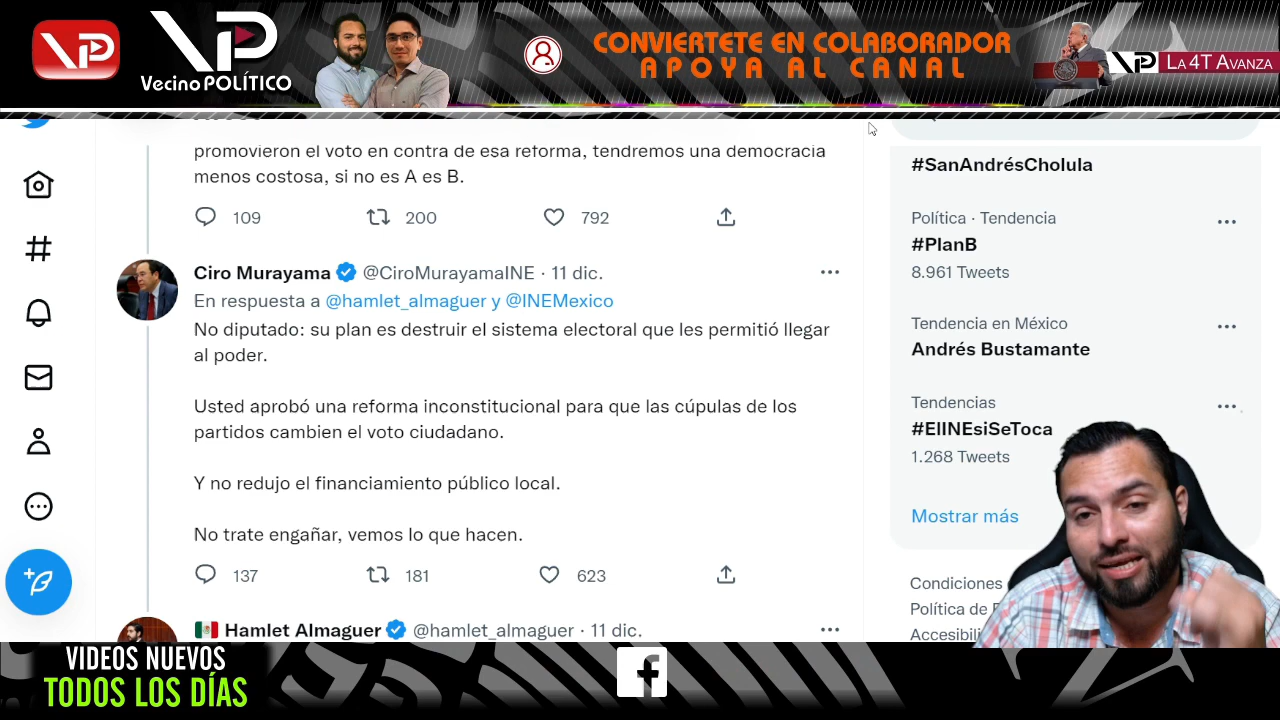 VP
VP
Vecino POLÍTICO
CONVIERTETE EN COLABORADOR
APOYA AL CANAL
VP LA 4T AVANZA
promovieron el voto en contra de esa reforma, tendremos una democracia
menos costosa, si no es A es B.
109 200 792
Ciro Murayama @CiroMurayamaINE · 11 dic.
En respuesta a @hamlet_almaguer y @INEMexico
No diputado: su plan es destruir el sistema electoral que les permitió llegar
al poder.
Usted aprobó una reforma inconstitucional para que las cúpulas de los
partidos cambien el voto ciudadano.
Y no redujo el financiamiento público local.
No trate engañar, vemos lo que hacen.
137 181 623
Hamlet Almaguer @hamlet_almaguer · 11 dic.
#SanAndrésCholula
Política · Tendencia
#PlanB
8.961 Tweets
Tendencia en México
Andrés Bustamante
Tendencias
#ElINEsiSeToca
1.268 Tweets
Mostrar más
Condiciones
Política de
VIDEOS NUEVOS
TODOS LOS DÍAS